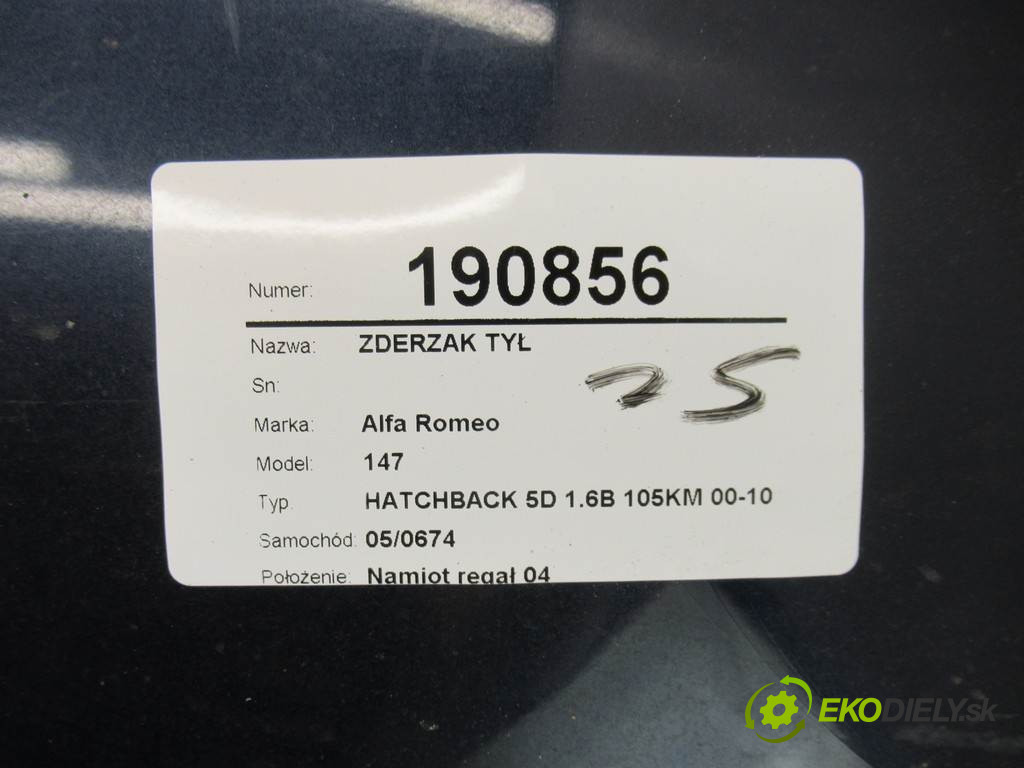 Numer: 190856
Nazwa: ZDERZAK TYŁ
Sn:
75
Marka: Alfa Romeo
Model: 147
Typ: HATCHBACK 5D 1.6B 105KM 00-10
Samochód: 05/0674
Położenie: Namiot regał 04
EKODIELY.sk